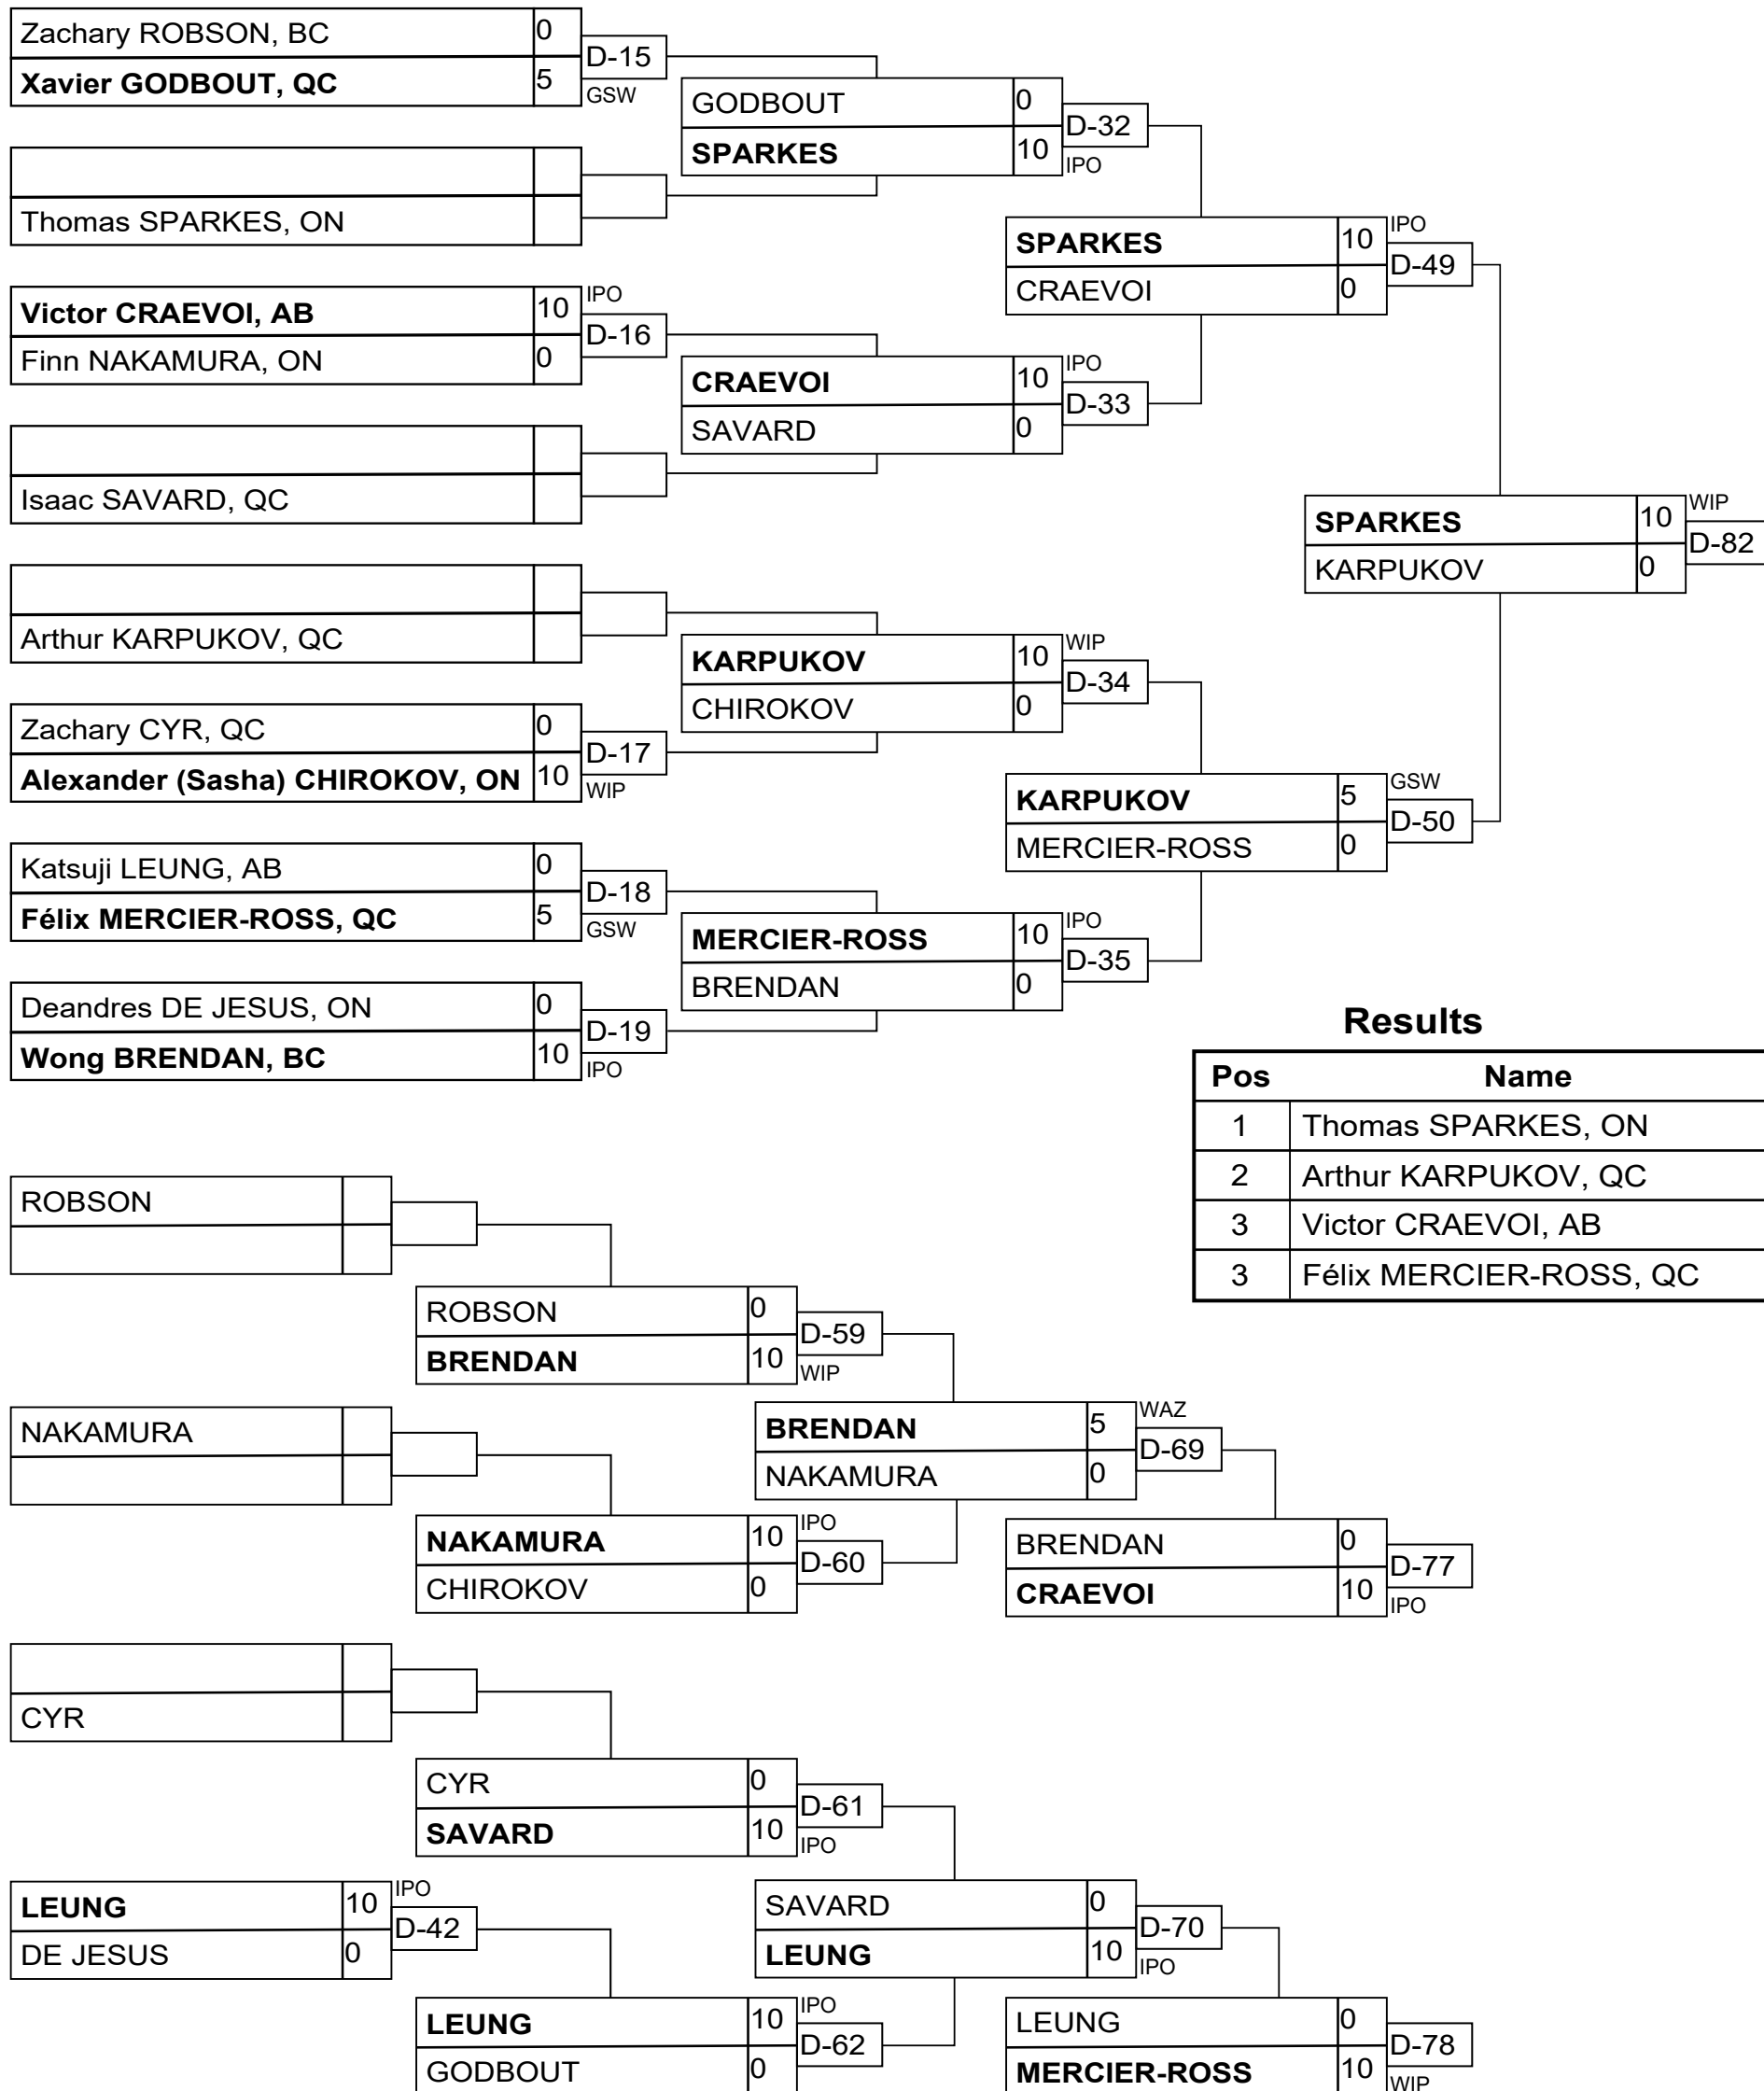 Zachary ROBSON, BC 0
D-15
Xavier GODBOUT, QC 5
GSW
GODBOUT 0
D-32
SPARKES 10
IPO
Thomas SPARKES, ON
SPARKES 10 IPO
D-49
CRAEVOI 0
Victor CRAEVOI, AB 10 IPO
D-16
Finn NAKAMURA, ON 0
CRAEVOI 10 IPO
D-33
SAVARD 0
Isaac SAVARD, QC
SPARKES 10 WIP
D-82
KARPUKOV 0
Arthur KARPUKOV, QC
KARPUKOV 10 WIP
D-34
CHIROKOV 0
Zachary CYR, QC 0
D-17
Alexander (Sasha) CHIROKOV, ON 10
WIP
KARPUKOV 5 GSW
D-50
MERCIER-ROSS 0
Katsuji LEUNG, AB 0
D-18
Félix MERCIER-ROSS, QC 5
GSW
MERCIER-ROSS 10 IPO
D-35
BRENDAN 0
Deandres DE JESUS, ON 0
D-19
Wong BRENDAN, BC 10
IPO
Results
Pos Name
1 Thomas SPARKES, ON
2 Arthur KARPUKOV, QC
3 Victor CRAEVOI, AB
3 Félix MERCIER-ROSS, QC
ROBSON
ROBSON 0
D-59
BRENDAN 10
WIP
NAKAMURA
BRENDAN 5 WAZ
D-69
NAKAMURA 0
NAKAMURA 10 IPO
D-60
CHIROKOV 0
BRENDAN 0
D-77
CRAEVOI 10
IPO
CYR
CYR 0
D-61
SAVARD 10
IPO
LEUNG 10 IPO
D-42
DE JESUS 0
SAVARD 0
D-70
LEUNG 10
IPO
LEUNG 10 IPO
D-62
GODBOUT 0
LEUNG 0
D-78
MERCIER-ROSS 10
WIP